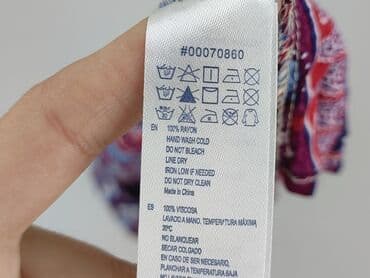 #00070860
EN 100% RAYON
HAND WASH COLD
DO NOT BLEACH
LINE DRY
IRON LOW IF NEEDED
DO NOT DRY CLEAN
Made in China
ES 100% VISCOSA
LAVADO A MANO, TEMPERATURA MÁXIMA
30ºC
NO BLANQUEAR
SECAR COLGADO
EN CASO DE SER NECESARIO,
PLANCHAR A TEMPERATURA BAJA